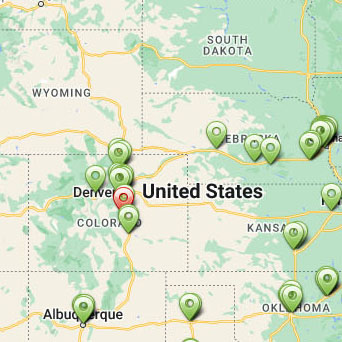 SOUTH
DAKOTA
WYOMING
NEBRASKA
Denver
United States
COLORADO
KANSAS
Albuquerque
OKLAHOMA